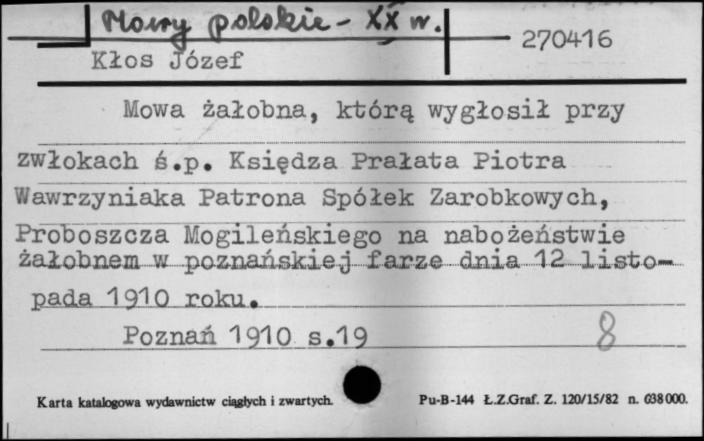 Mowy polskie - XX w.
270416
Kłos Józef
Mowa żałobna, którą wygłosił przy
zwłokach ś.p. Księdza Prałata Piotra
Wawrzyniaka Patrona Spółek Zarobkowych,
Proboszcza Mogileńskiego na nabożeństwie
żałobnem w poznańskiej farze dnia 12 listo-
pada 1910 roku.
Poznań 1910 s.19
8
Karta katalogowa wydawnictw ciągłych i zwartych.
Pu-B-144 Ł.Z.Graf. Z. 120/15/82 n. 638000.